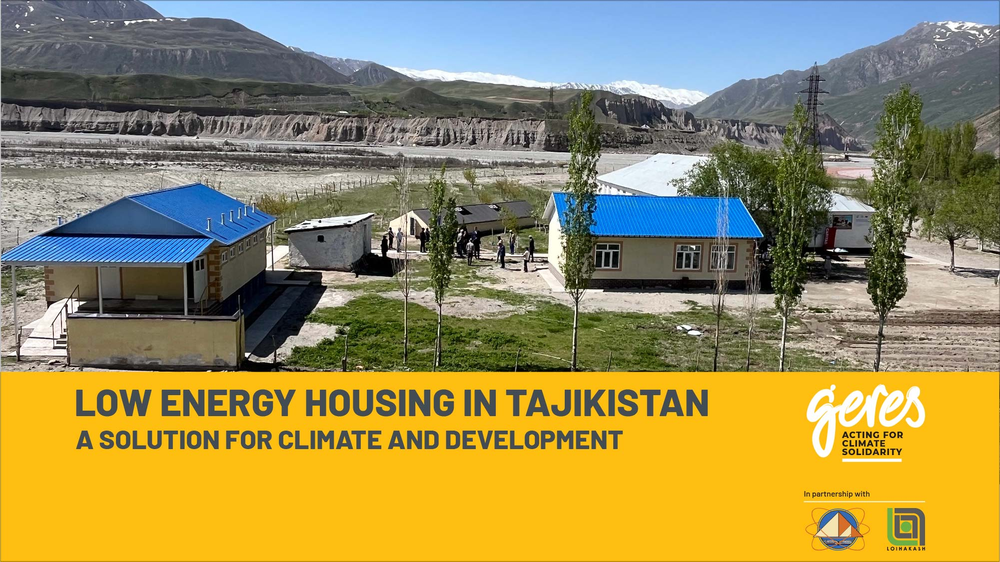 CARITAS
LOW ENERGY HOUSING IN TAJIKISTAN
A SOLUTION FOR CLIMATE AND DEVELOPMENT
geres
ACTING FOR
CLIMATE
SOLIDARITY
In partnership with
LOIHAKASH